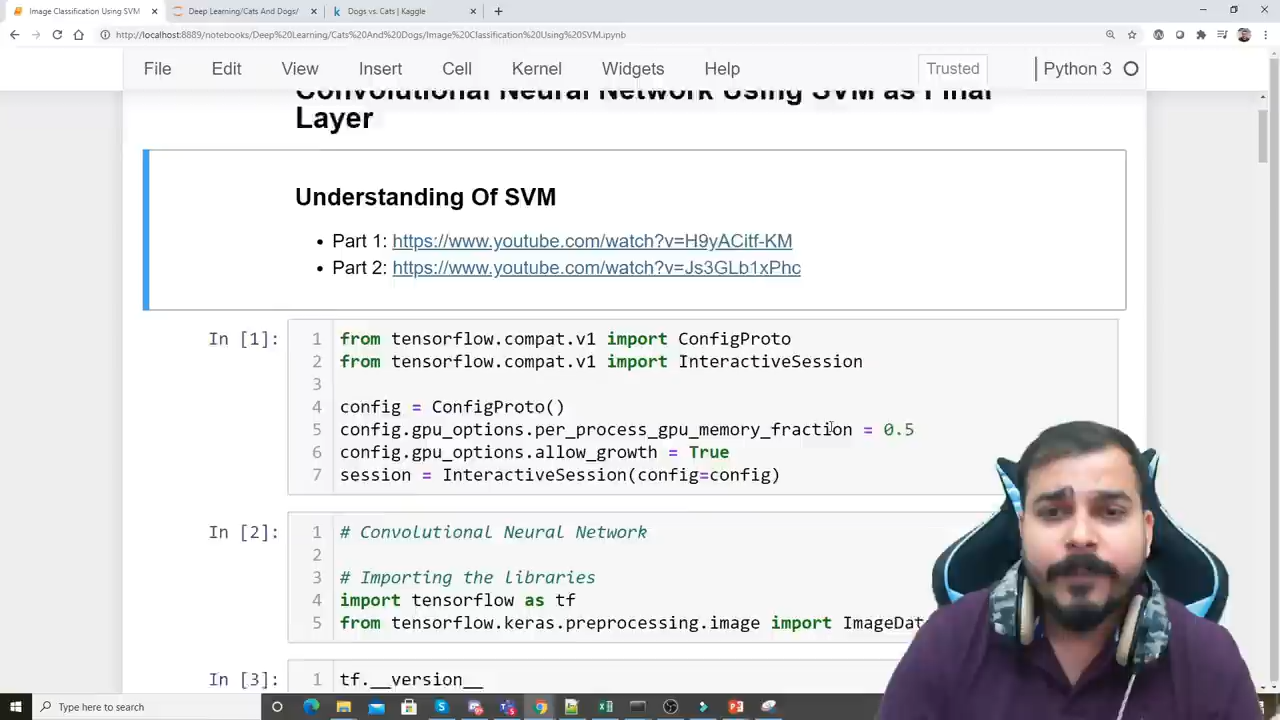 Image Classification Using SVM
Deep Learning/Cats And Dogs/
Dogs vs. Cats | Kaggle
http://localhost:8889/notebooks/Deep%20Learning/Cats%20And%20Dogs/Image%20Classification%20Using%20SVM.ipynb
File Edit View Insert Cell Kernel Widgets Help Trusted Python 3
Convolutional Neural Network Using SVM as Final
Layer
Understanding Of SVM
Part 1: https://www.youtube.com/watch?v=H9yACitf-KM
Part 2: https://www.youtube.com/watch?v=Js3GLb1xPhc
In [1]:
1 from tensorflow.compat.v1 import ConfigProto
2 from tensorflow.compat.v1 import InteractiveSession
3
4 config = ConfigProto()
5 config.gpu_options.per_process_gpu_memory_fraction = 0.5
6 config.gpu_options.allow_growth = True
7 session = InteractiveSession(config=config)
In [2]:
1 # Convolutional Neural Network
2
3 # Importing the libraries
4 import tensorflow as tf
5 from tensorflow.keras.preprocessing.image import ImageDat
In [3]:
1 tf.__version__
Type here to search